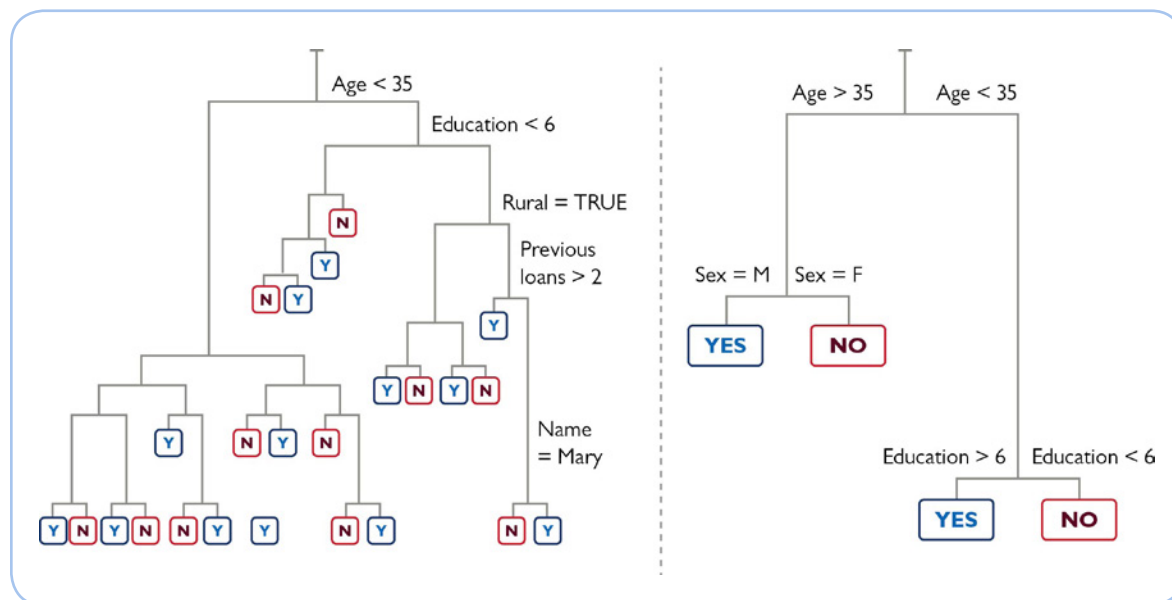 Age < 35
Education < 6
N
Rural = TRUE
Y
Previous
loans > 2
N Y
Y
Y N Y N
Y
N Y N
Name
= Mary
Y N Y N N Y Y N Y N Y
Age > 35 Age < 35
Sex = M Sex = F
YES NO
Education > 6 Education < 6
YES NO